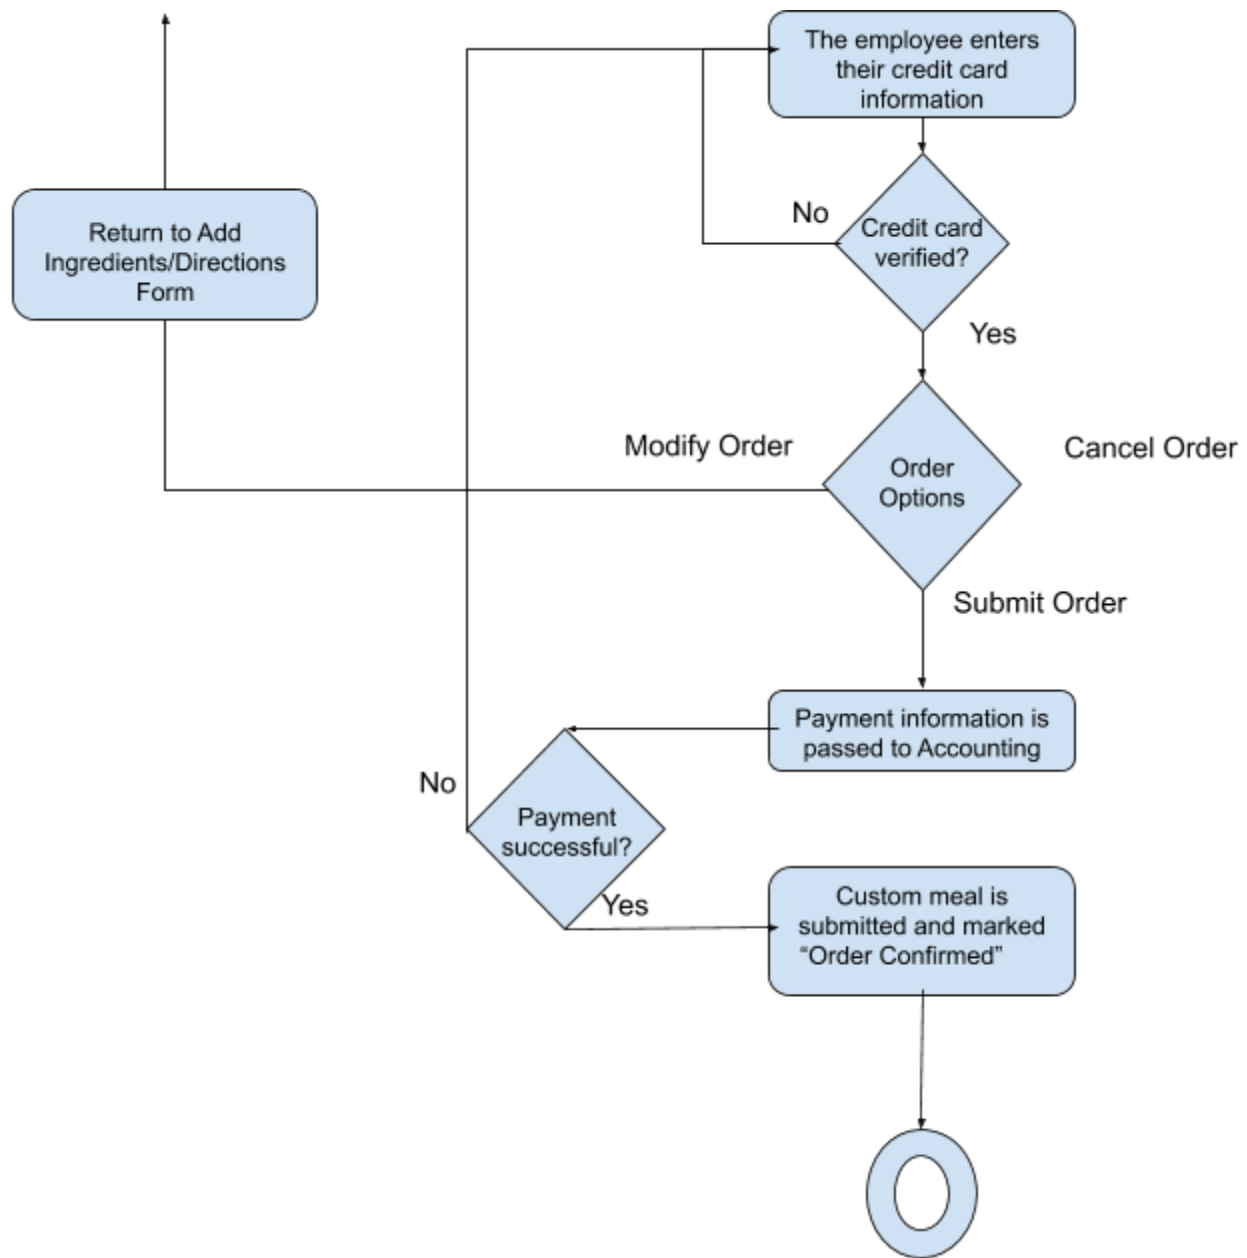 The employee enters
their credit card
information
No
Credit card
verified?
Return to Add
Ingredients/Directions
Form
Yes
Modify Order
Order
Options
Cancel Order
Submit Order
Payment information is
passed to Accounting
No
Payment
successful?
Yes
Custom meal is
submitted and marked
“Order Confirmed”